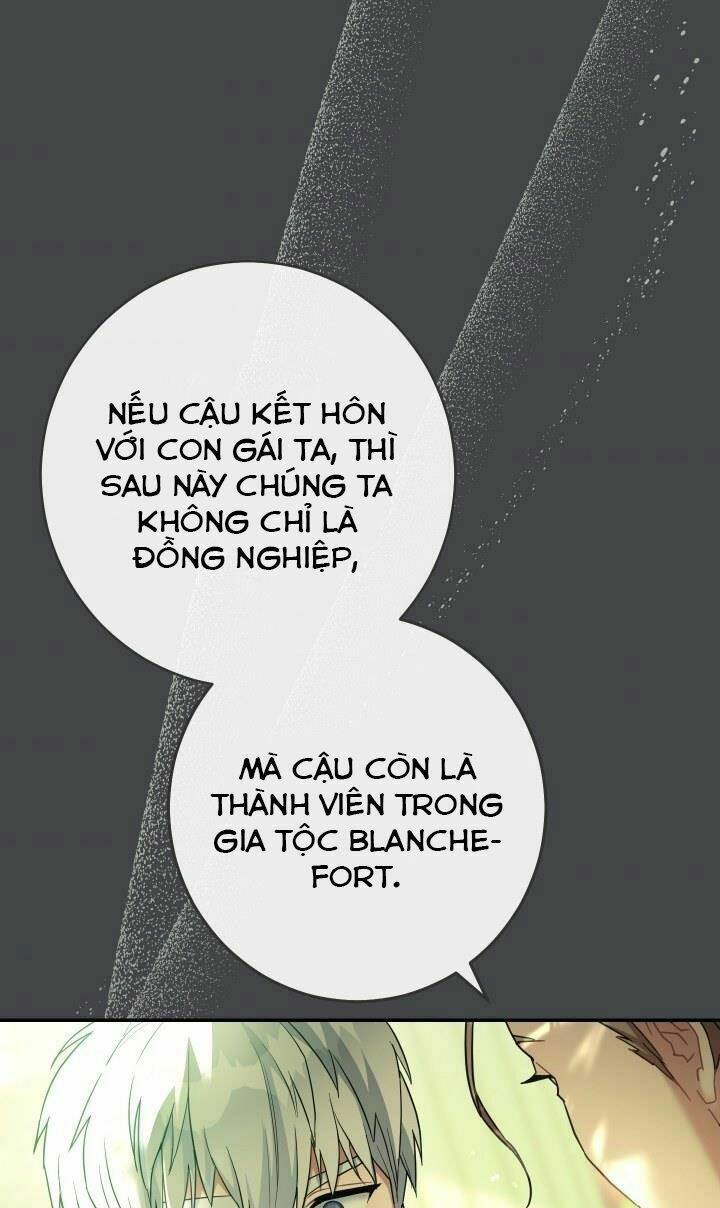 NẾU CẬU KẾT HÔN
VỚI CON GÁI TA, THÌ
SAU NÀY CHÚNG TA
KHÔNG CHỈ LÀ
ĐỒNG NGHIỆP,
MÀ CẬU CÒN LÀ
THÀNH VIÊN TRONG
GIA TỘC BLANCHE-
FORT.